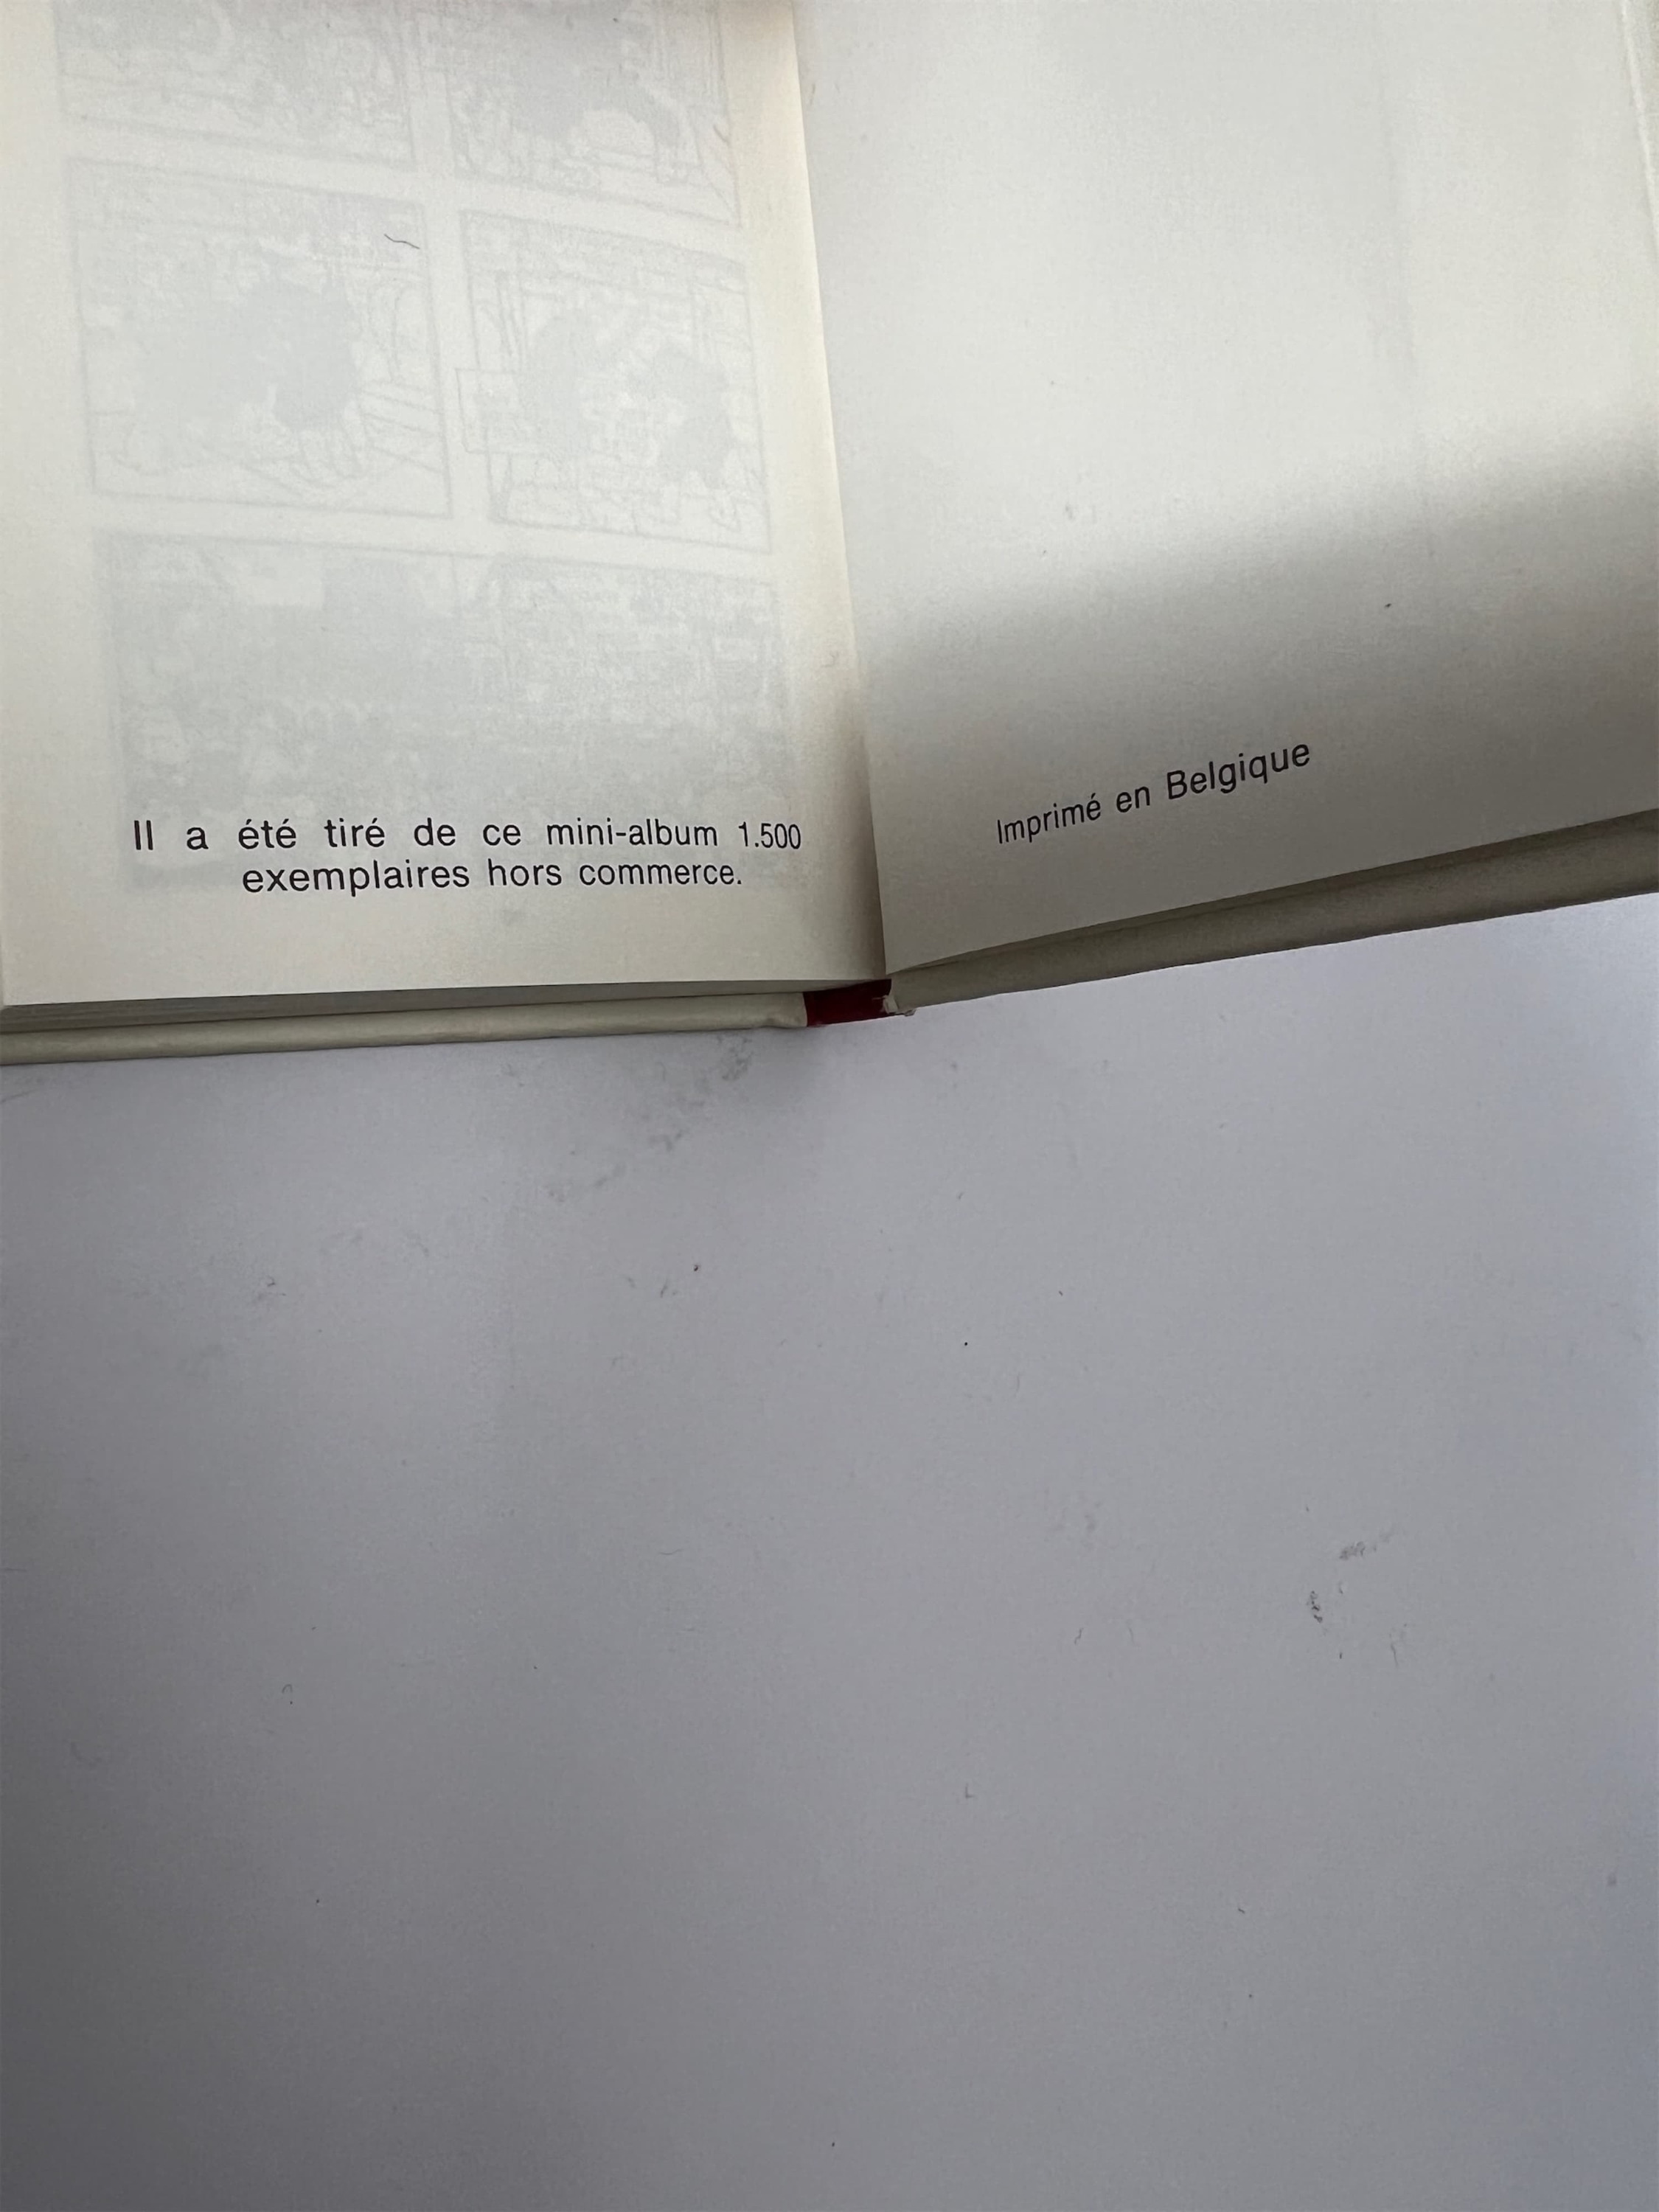 Il a été tiré de ce mini-album 1.500
exemplaires hors commerce.
Imprimé en Belgique